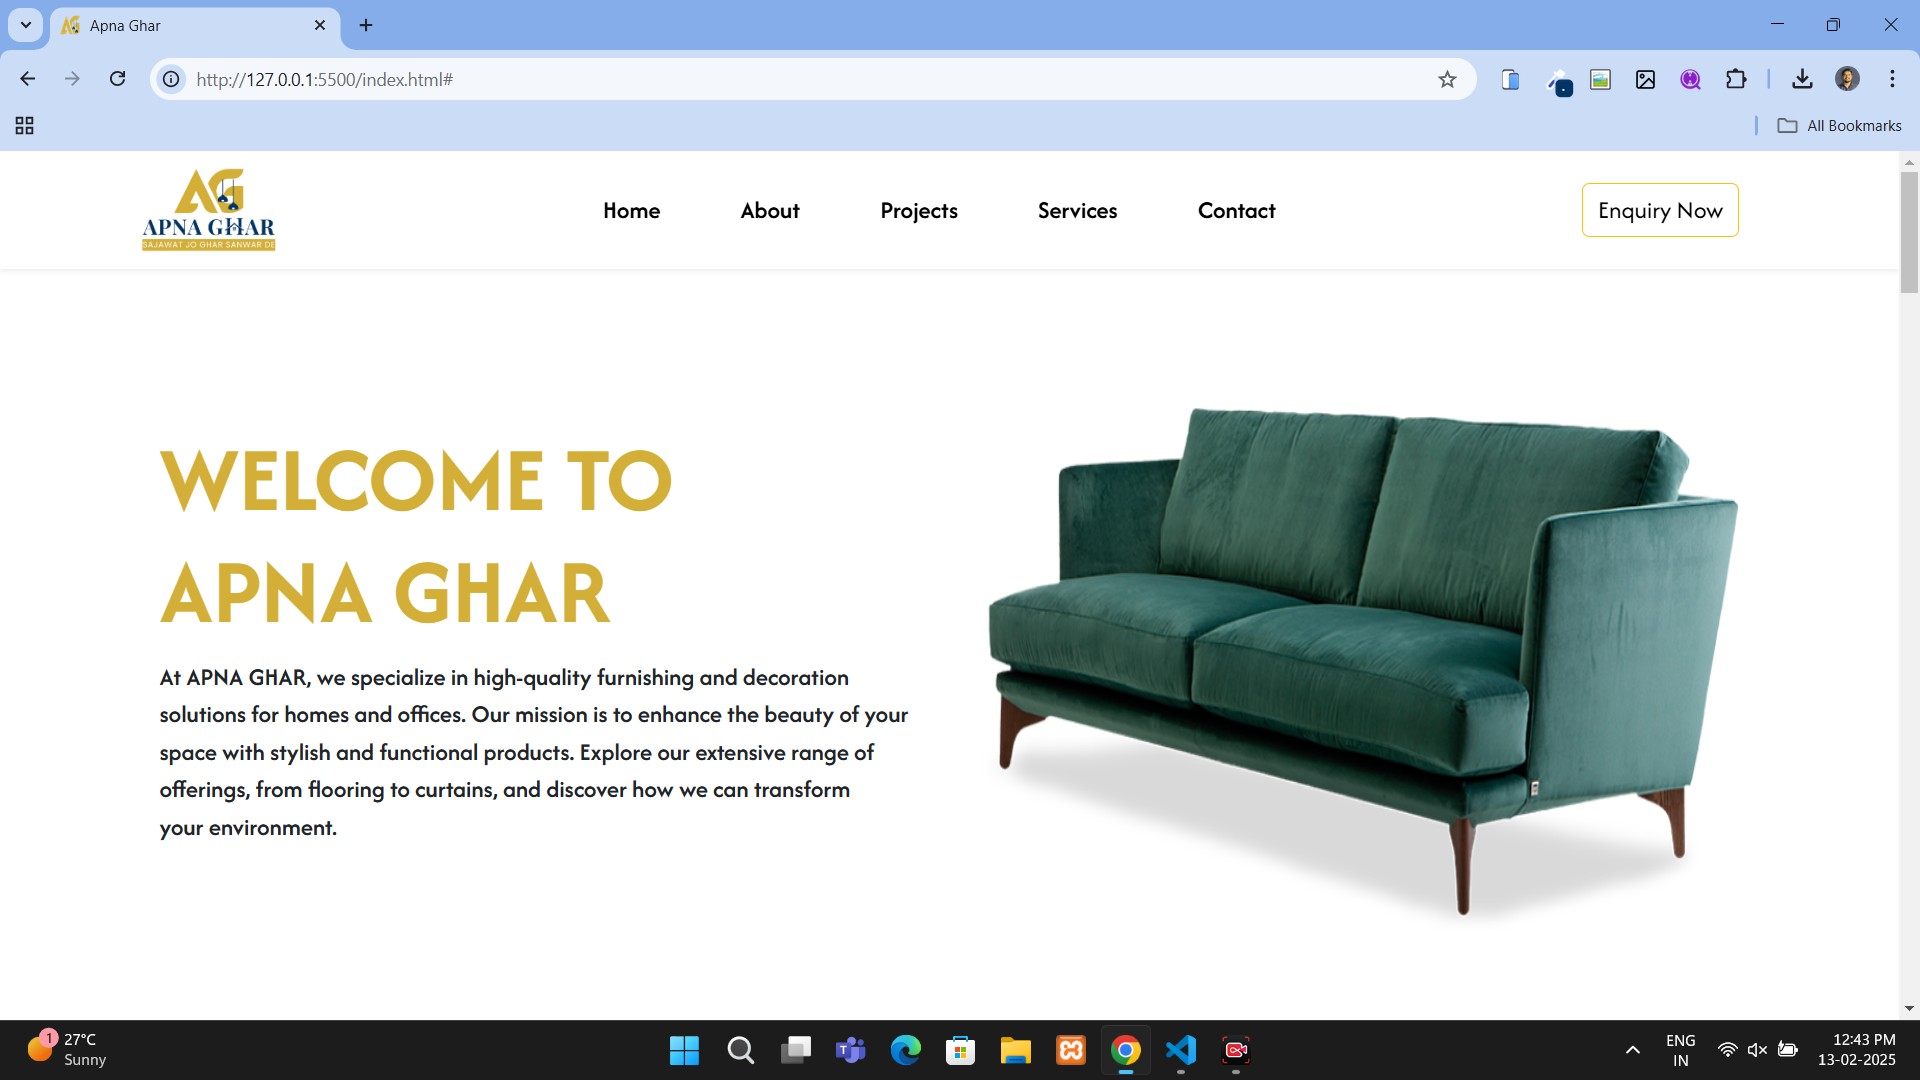 Apna Ghar
http://127.0.0.1:5500/index.html#
All Bookmarks
AG
APNA GHAR
SAJAWAT JO GHAR SANWAR DE
Home
About
Projects
Services
Contact
Enquiry Now
WELCOME TO
APNA GHAR
At APNA GHAR, we specialize in high-quality furnishing and decoration
solutions for homes and offices. Our mission is to enhance the beauty of your
space with stylish and functional products. Explore our extensive range of
offerings, from flooring to curtains, and discover how we can transform
your environment.
1
27°C
Sunny
ENG
IN
12:43 PM
13-02-2025